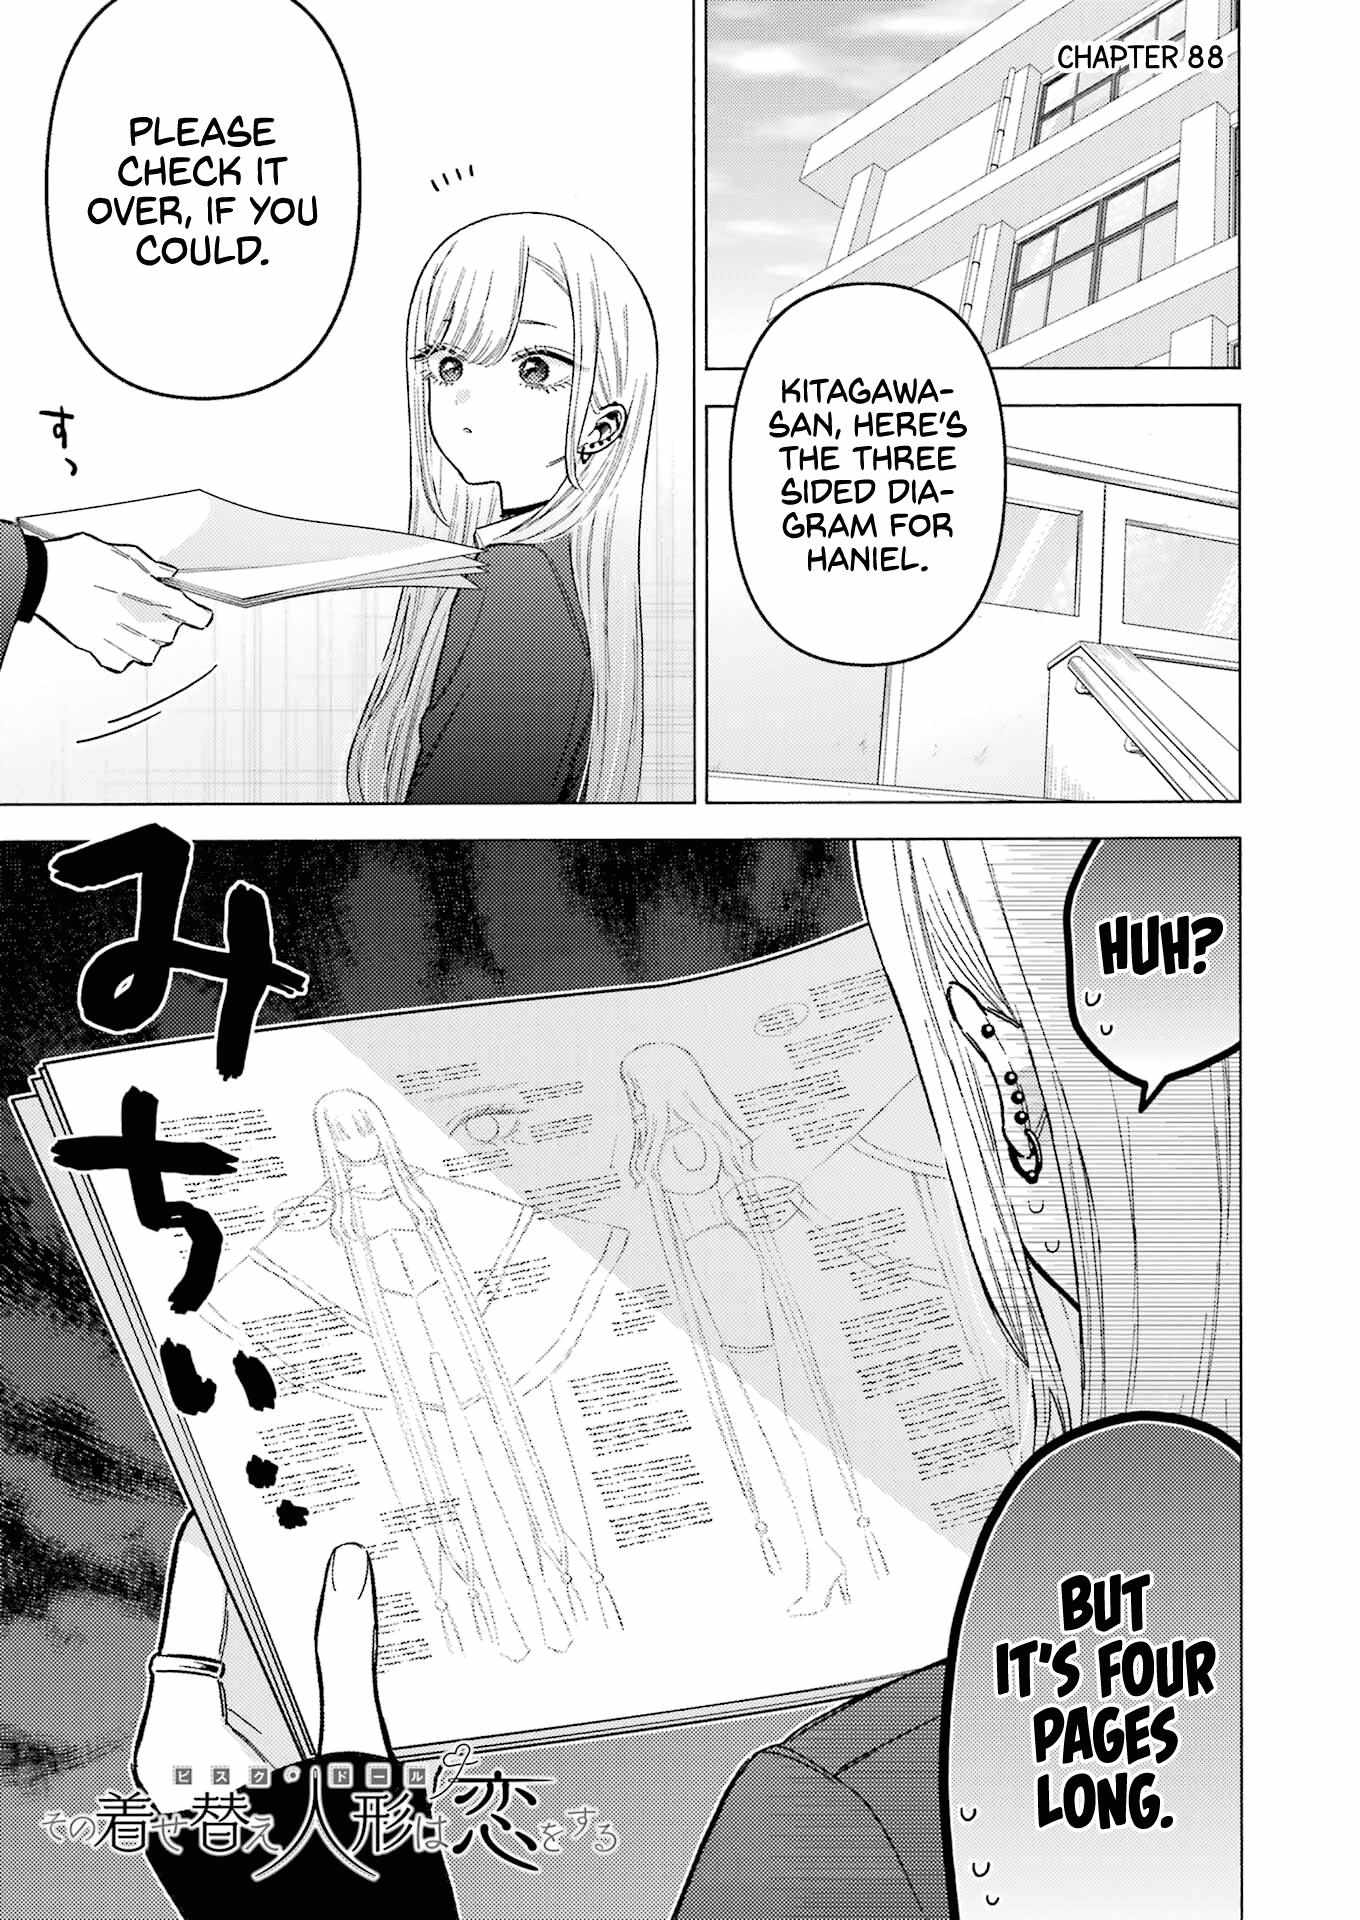 CHAPTER 88
KITAGAWA-
SAN, HERE'S
THE THREE
SIDED DIA-
GRAM FOR
HANIEL.
PLEASE
CHECK IT
OVER, IF YOU
COULD.
すっ
HUH?
みちぃ...
BUT
IT'S FOUR
PAGES
LONG.
ビスク・ドール
その着せ替え人形は恋をする